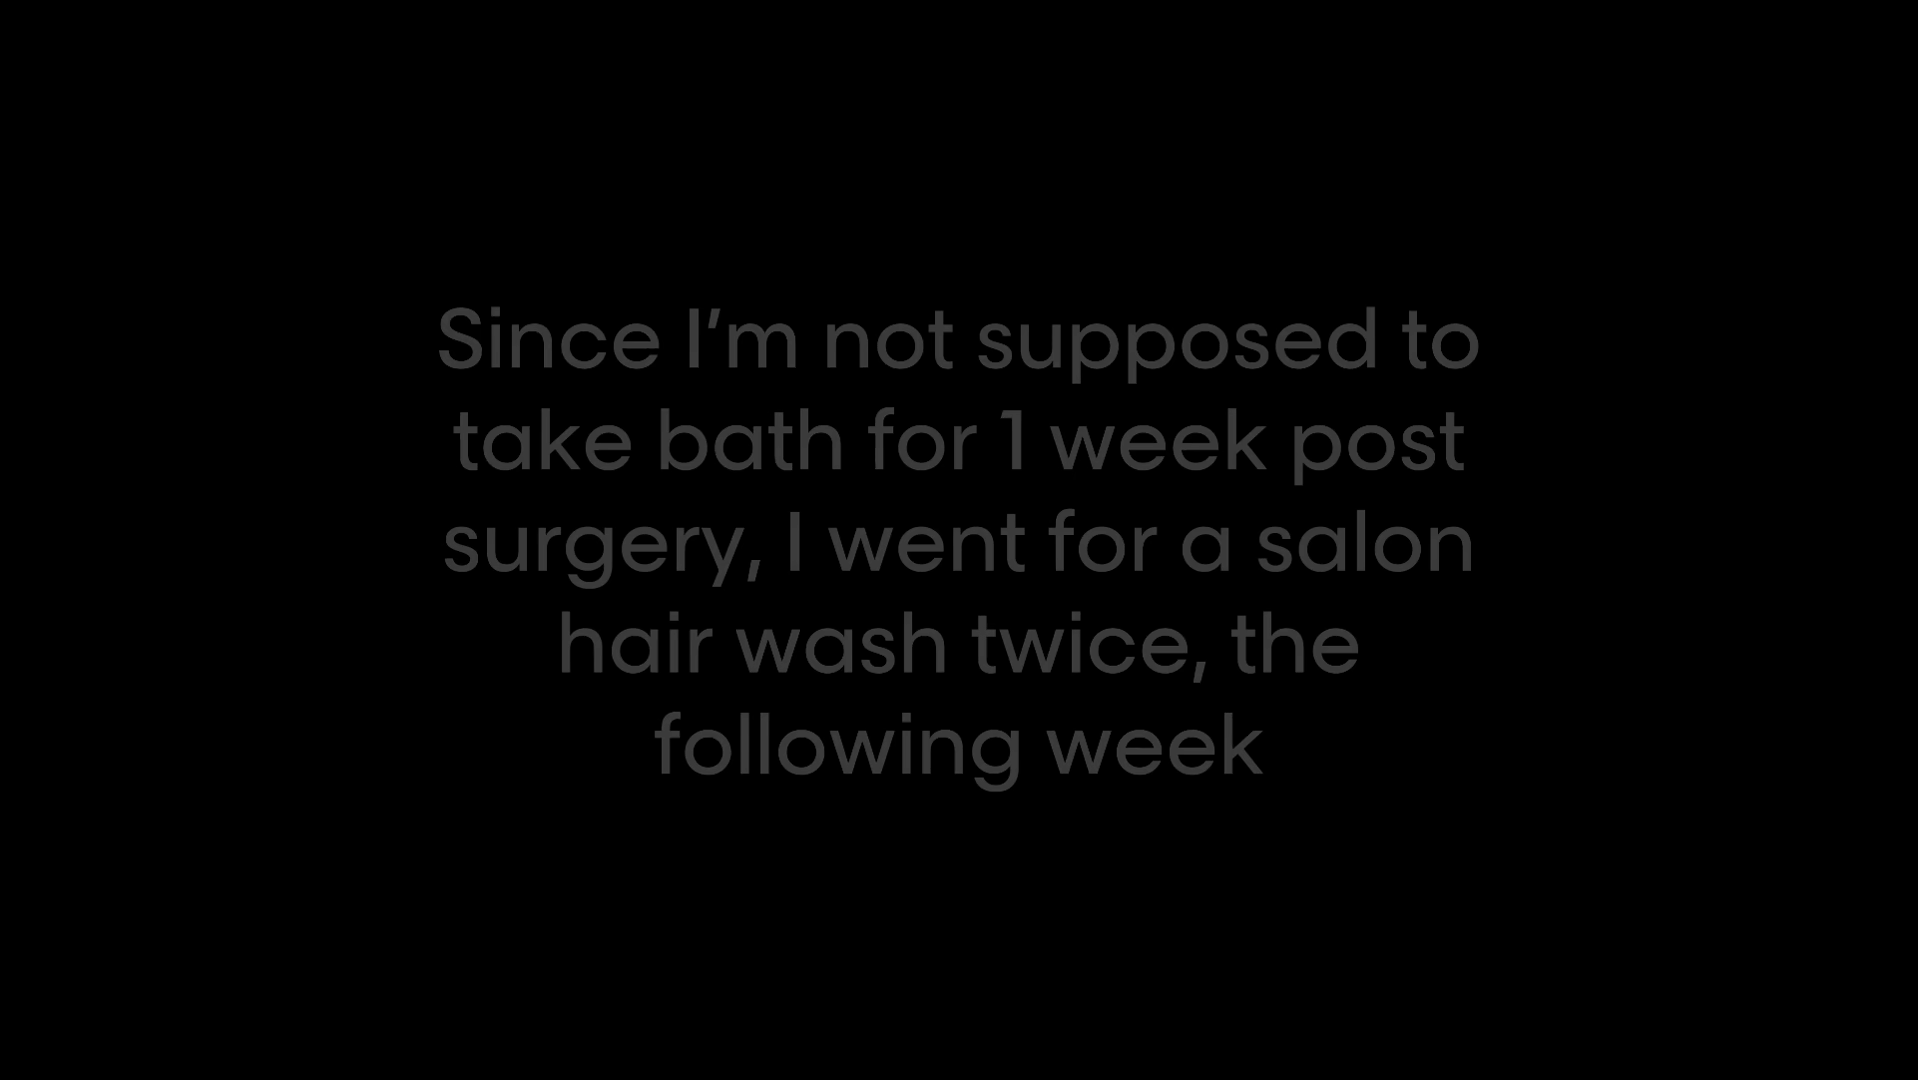 Since I’m not supposed to
take bath for 1 week post
surgery, I went for a salon
hair wash twice, the
following week